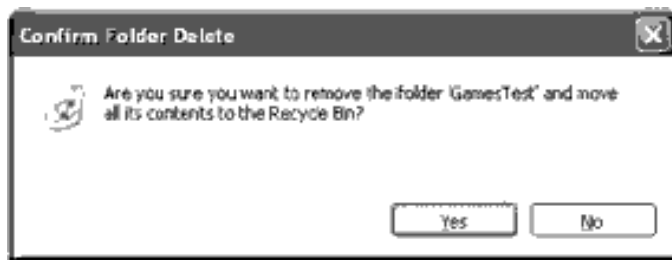 Confirm Folder Delete
Are you sure you want to remove the folder 'GamesTest' and move
all its contents to the Recycle Bin?
Yes
No